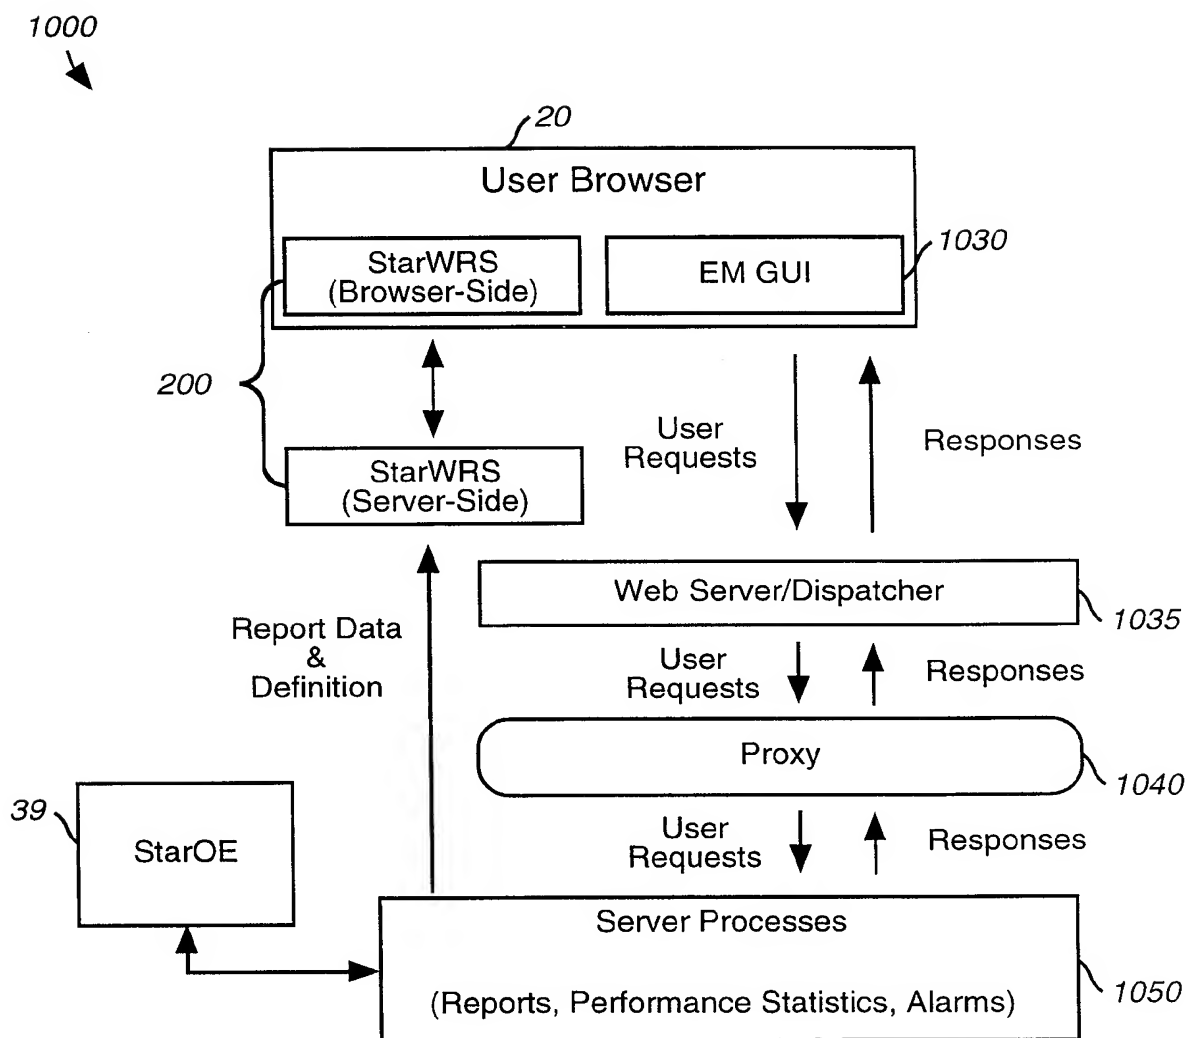 1000
20
User Browser
StarWRS
(Browser-Side)
EM GUI
1030
200
User
Requests
Responses
StarWRS
(Server-Side)
Web Server/Dispatcher
1035
Report Data
&
Definition
User
Requests
Responses
Proxy
1040
39
StarOE
User
Requests
Responses
Server Processes
(Reports, Performance Statistics, Alarms)
1050